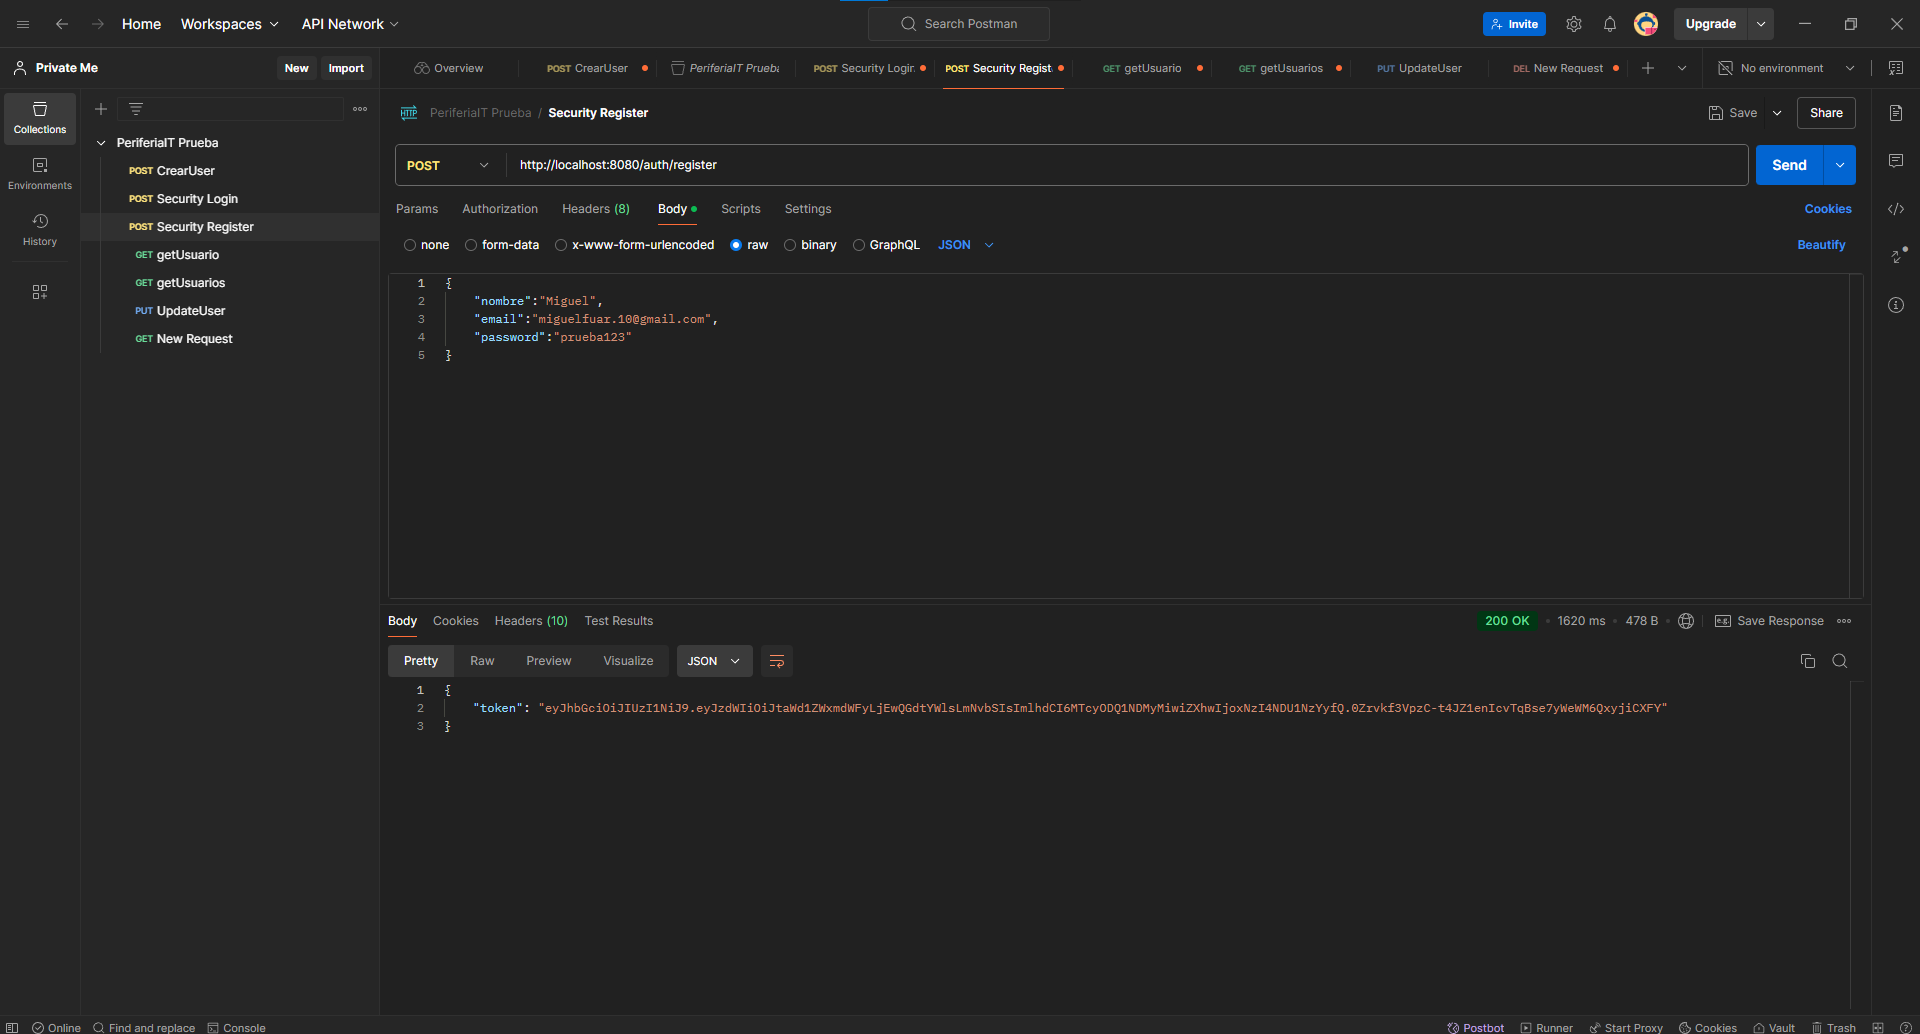 Home Workspaces API Network Search Postman Invite Upgrade
Private Me New Import Overview POST CrearUser PeriferiaIT Prueba POST Security Login POST Security Regist GET getUsuario GET getUsuarios PUT UpdateUser DEL New Request No environment
Collections
Environments
History
PeriferiaIT Prueba
POST CrearUser
POST Security Login
POST Security Register
GET getUsuario
GET getUsuarios
PUT UpdateUser
GET New Request
HTTP PeriferiaIT Prueba / Security Register Save Share
POST http://localhost:8080/auth/register Send
Params Authorization Headers (8) Body Scripts Settings Cookies
none form-data x-www-form-urlencoded raw binary GraphQL JSON Beautify
1 {
2 "nombre":"Miguel",
3 "email":"miguelfuar.10@gmail.com",
4 "password":"prueba123"
5 }
Body Cookies Headers (10) Test Results 200 OK 1620 ms 478 B Save Response
Pretty Raw Preview Visualize JSON
1 {
2 "token": "eyJhbGciOiJIUzI1NiJ9.eyJzdWIiOiJtaWd1ZWxmdWFyLjEwQGdtYWlsLmNvbSIsImlhdCI6MTcyODQ1NDMyMiwiZXhwIjoxNzI4NDU1NzYyfQ.0Zrvkf3VpzC-t4JZ1enIcvTqBse7yWeWM6QxyjiCXFY"
3 }
Online Find and replace Console Postbot Runner Start Proxy Cookies Vault Trash